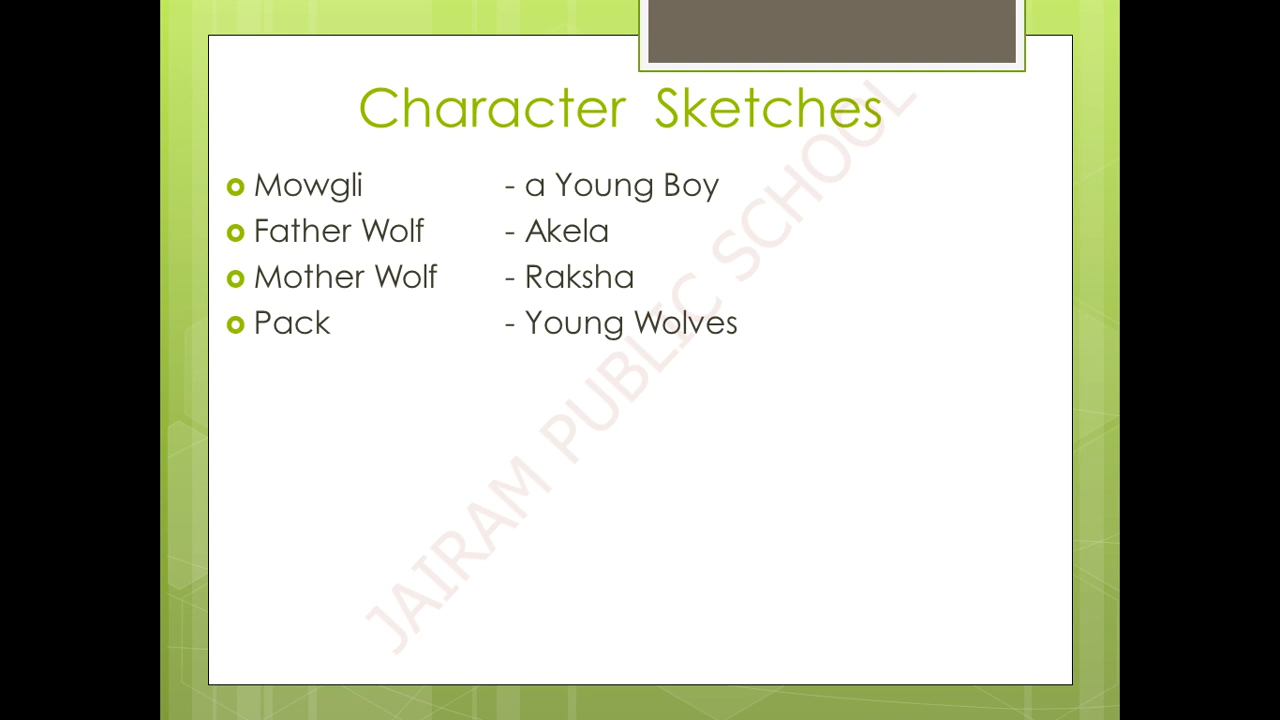 Character Sketches
Mowgli - a Young Boy
Father Wolf - Akela
Mother Wolf - Raksha
Pack - Young Wolves
JAIRAM PUBLIC SCHOOL